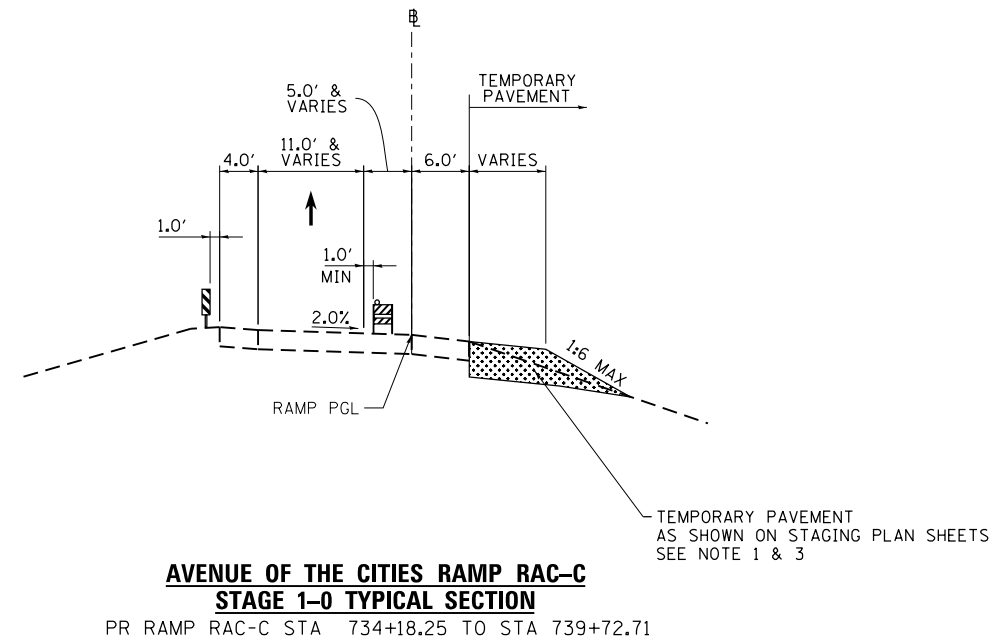 ℄
TEMPORARY
PAVEMENT
5.0' &
VARIES
11.0' &
VARIES
4.0'
6.0'
VARIES
1.0'
1.0'
MIN
2.0%
1:6 MAX
RAMP PGL
TEMPORARY PAVEMENT
AS SHOWN ON STAGING PLAN SHEETS
SEE NOTE 1 & 3
AVENUE OF THE CITIES RAMP RAC–C
STAGE 1–0 TYPICAL SECTION
PR RAMP RAC-C STA 734+18.25 TO STA 739+72.71